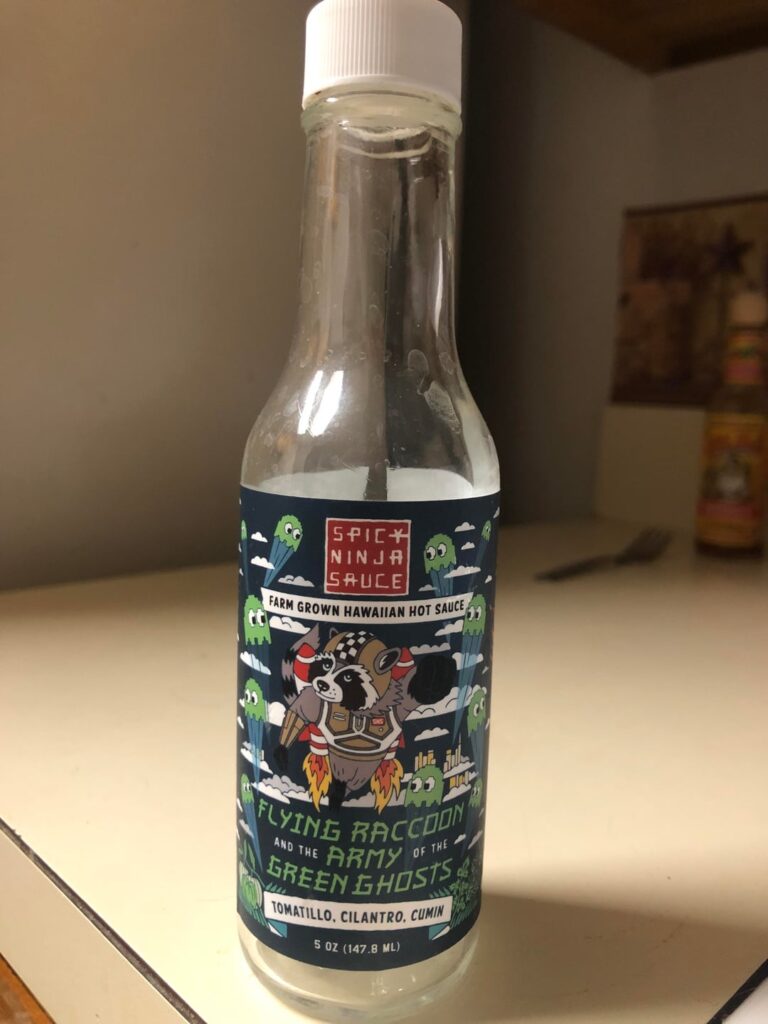 SPICY
NINJA
SAUCE
FARM GROWN HAWAIIAN HOT SAUCE
SNS
FLYING RACCOON
AND THE ARMY OF THE
GREEN GHOSTS
TOMATILLO, CILANTRO, CUMIN
5 OZ (147.8 ML)